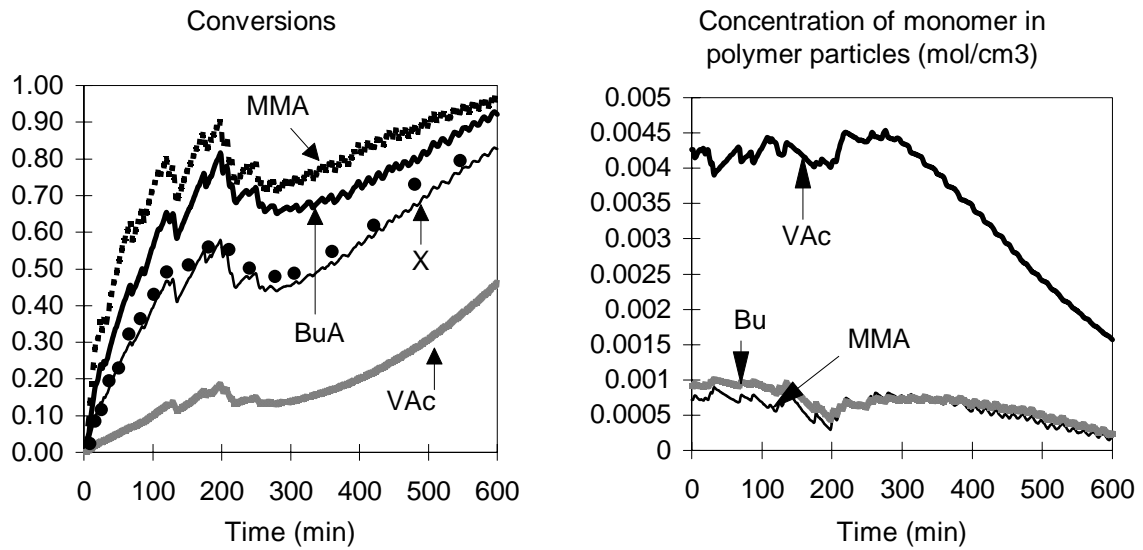 Conversions
1.00
0.90
0.80
0.70
0.60
0.50
0.40
0.30
0.20
0.10
0.00
MMA
X
BuA
VAc
0 100 200 300 400 500 600
Time (min)
Concentration of monomer in
polymer particles (mol/cm3)
0.005
0.0045
0.004
0.0035
0.003
0.0025
0.002
0.0015
0.001
0.0005
0
VAc
Bu
MMA
0 100 200 300 400 500 600
Time (min)